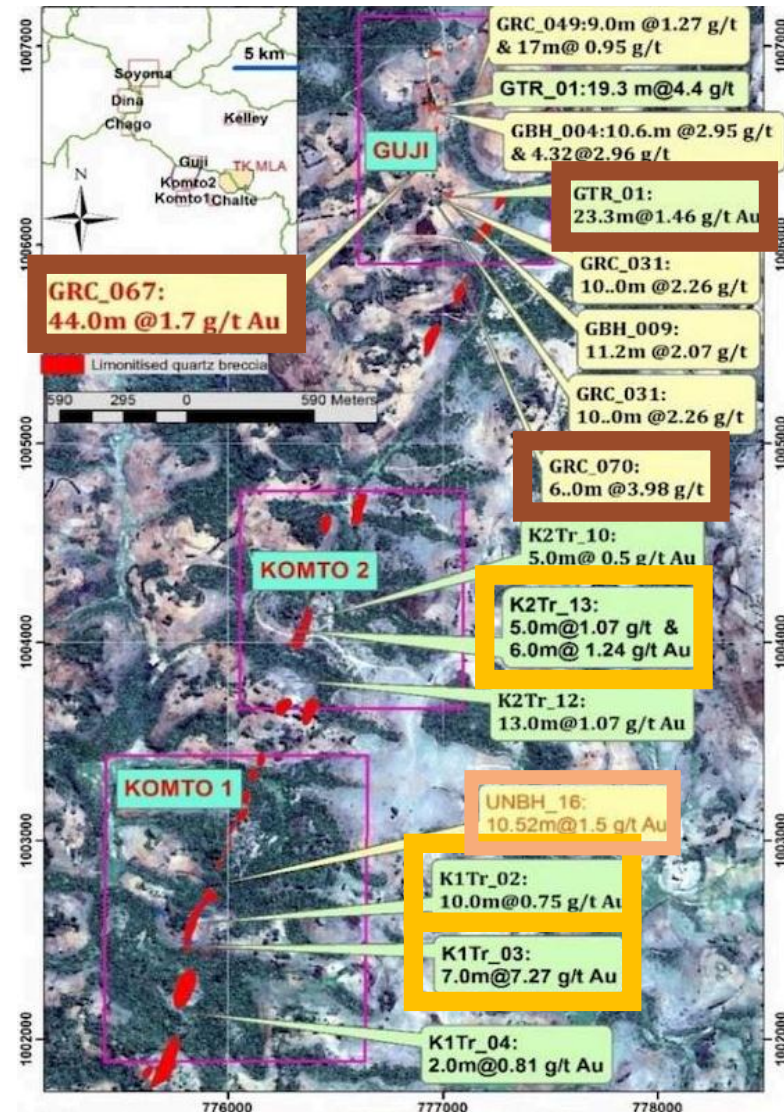 5 km
Soyoma
Dina
Chago
Kelley
Guji
TK MLA
Komto2
Komto1
Chalte
N
GRC_049:9.0m @1.27 g/t
& 17m@ 0.95 g/t
GTR_01:19.3 m@4.4 g/t
GBH_004:10.6.m @2.95 g/t
& 4.32@2.96 g/t
GUJI
GTR_01:
23.3m@1.46 g/t Au
GRC_031:
10..0m @2.26 g/t
GRC_067:
44.0m @1.7 g/t Au
GBH_009:
11.2m @2.07 g/t
Limonitised quartz breccia
590 295 0 590 Meters
GRC_031:
10..0m @2.26 g/t
GRC_070:
6..0m @3.98 g/t
K2Tr_10:
5.0m@ 0.5 g/t Au
KOMTO 2
K2Tr_13:
5.0m@1.07 g/t &
6.0m@ 1.24 g/t Au
K2Tr_12:
13.0m@1.07 g/t Au
KOMTO 1
UNBH_16:
10.52m@1.5 g/t Au
K1Tr_02:
10.0m@0.75 g/t Au
K1Tr_03:
7.0m@7.27 g/t Au
K1Tr_04:
2.0m@0.81 g/t Au
1007000
1006000
1005000
1004000
1003000
1002000
1007000
1006000
1005000
1004000
1003000
1002000
776000
777000
778000